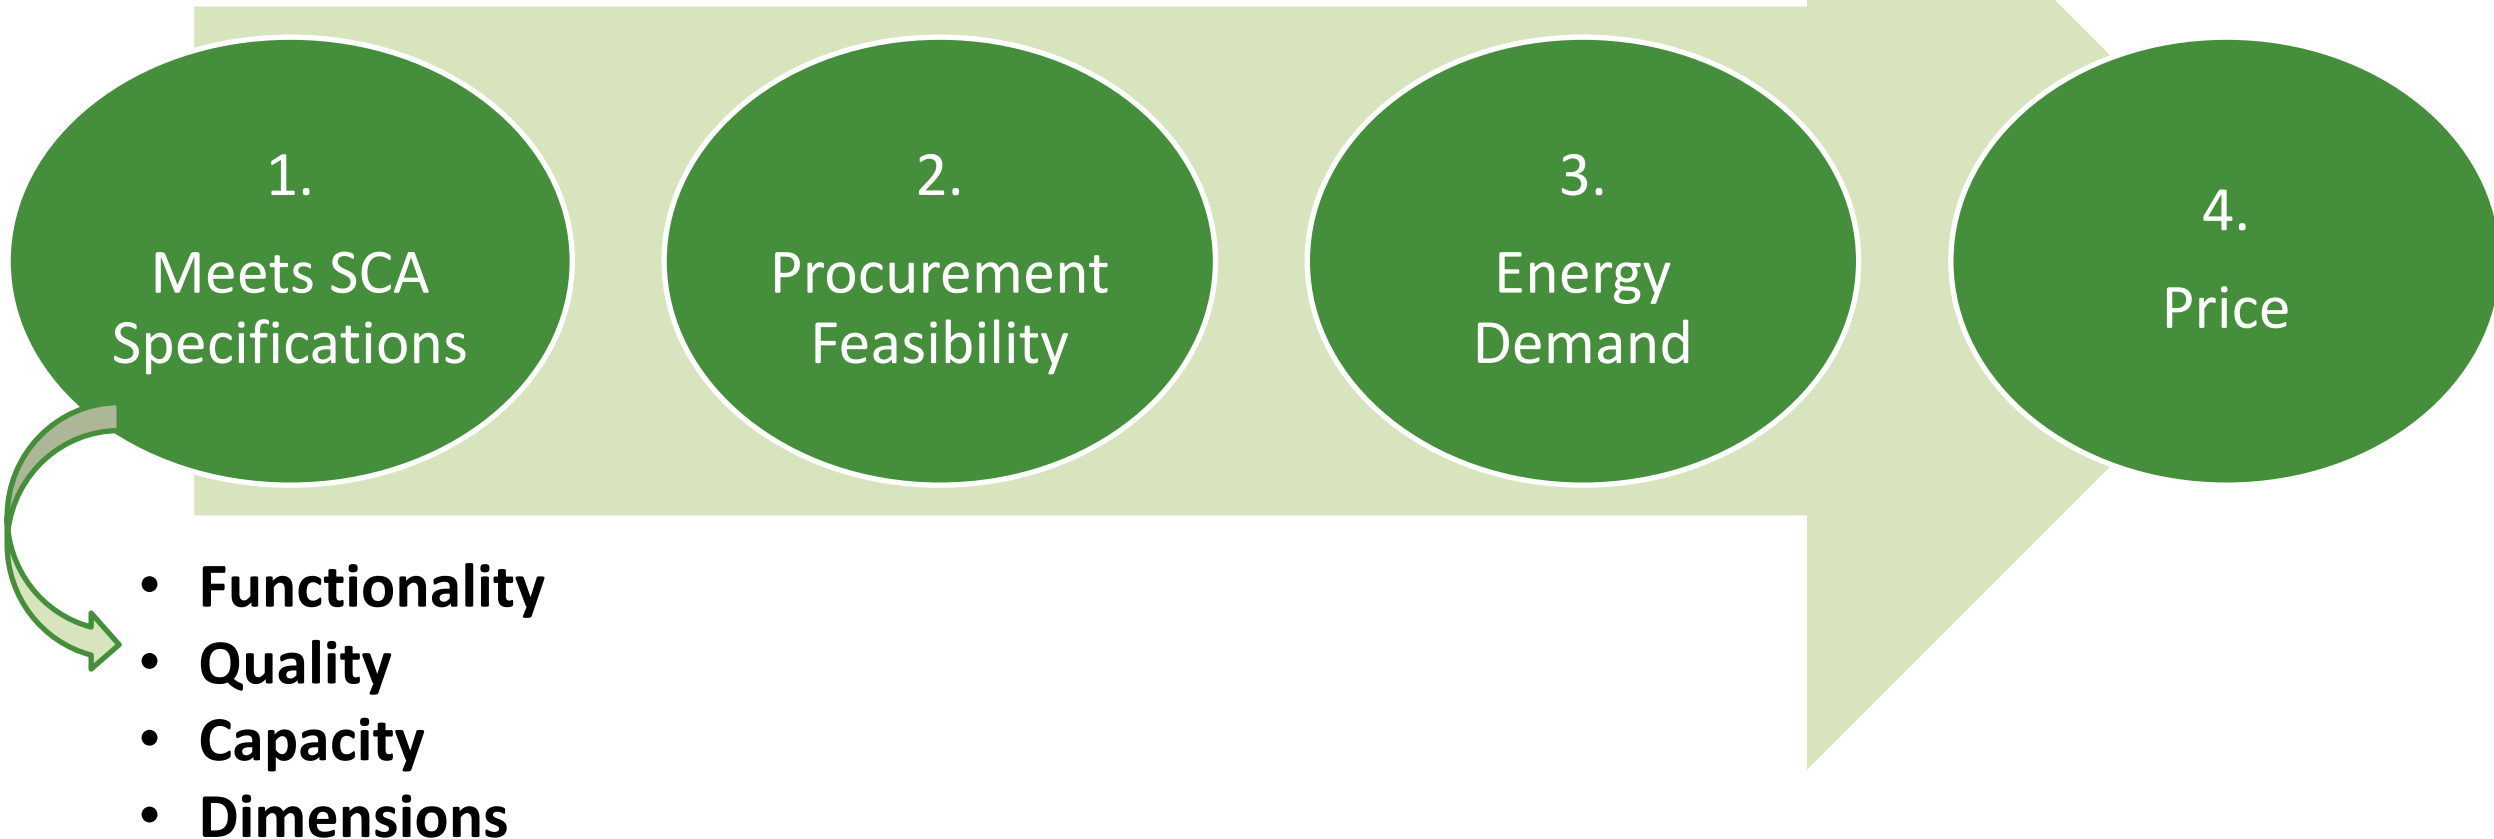 1.
Meets SCA
Specifications
2.
Procurement
Feasibility
3.
Energy
Demand
4.
Price
• Functionality
• Quality
• Capacity
• Dimensions